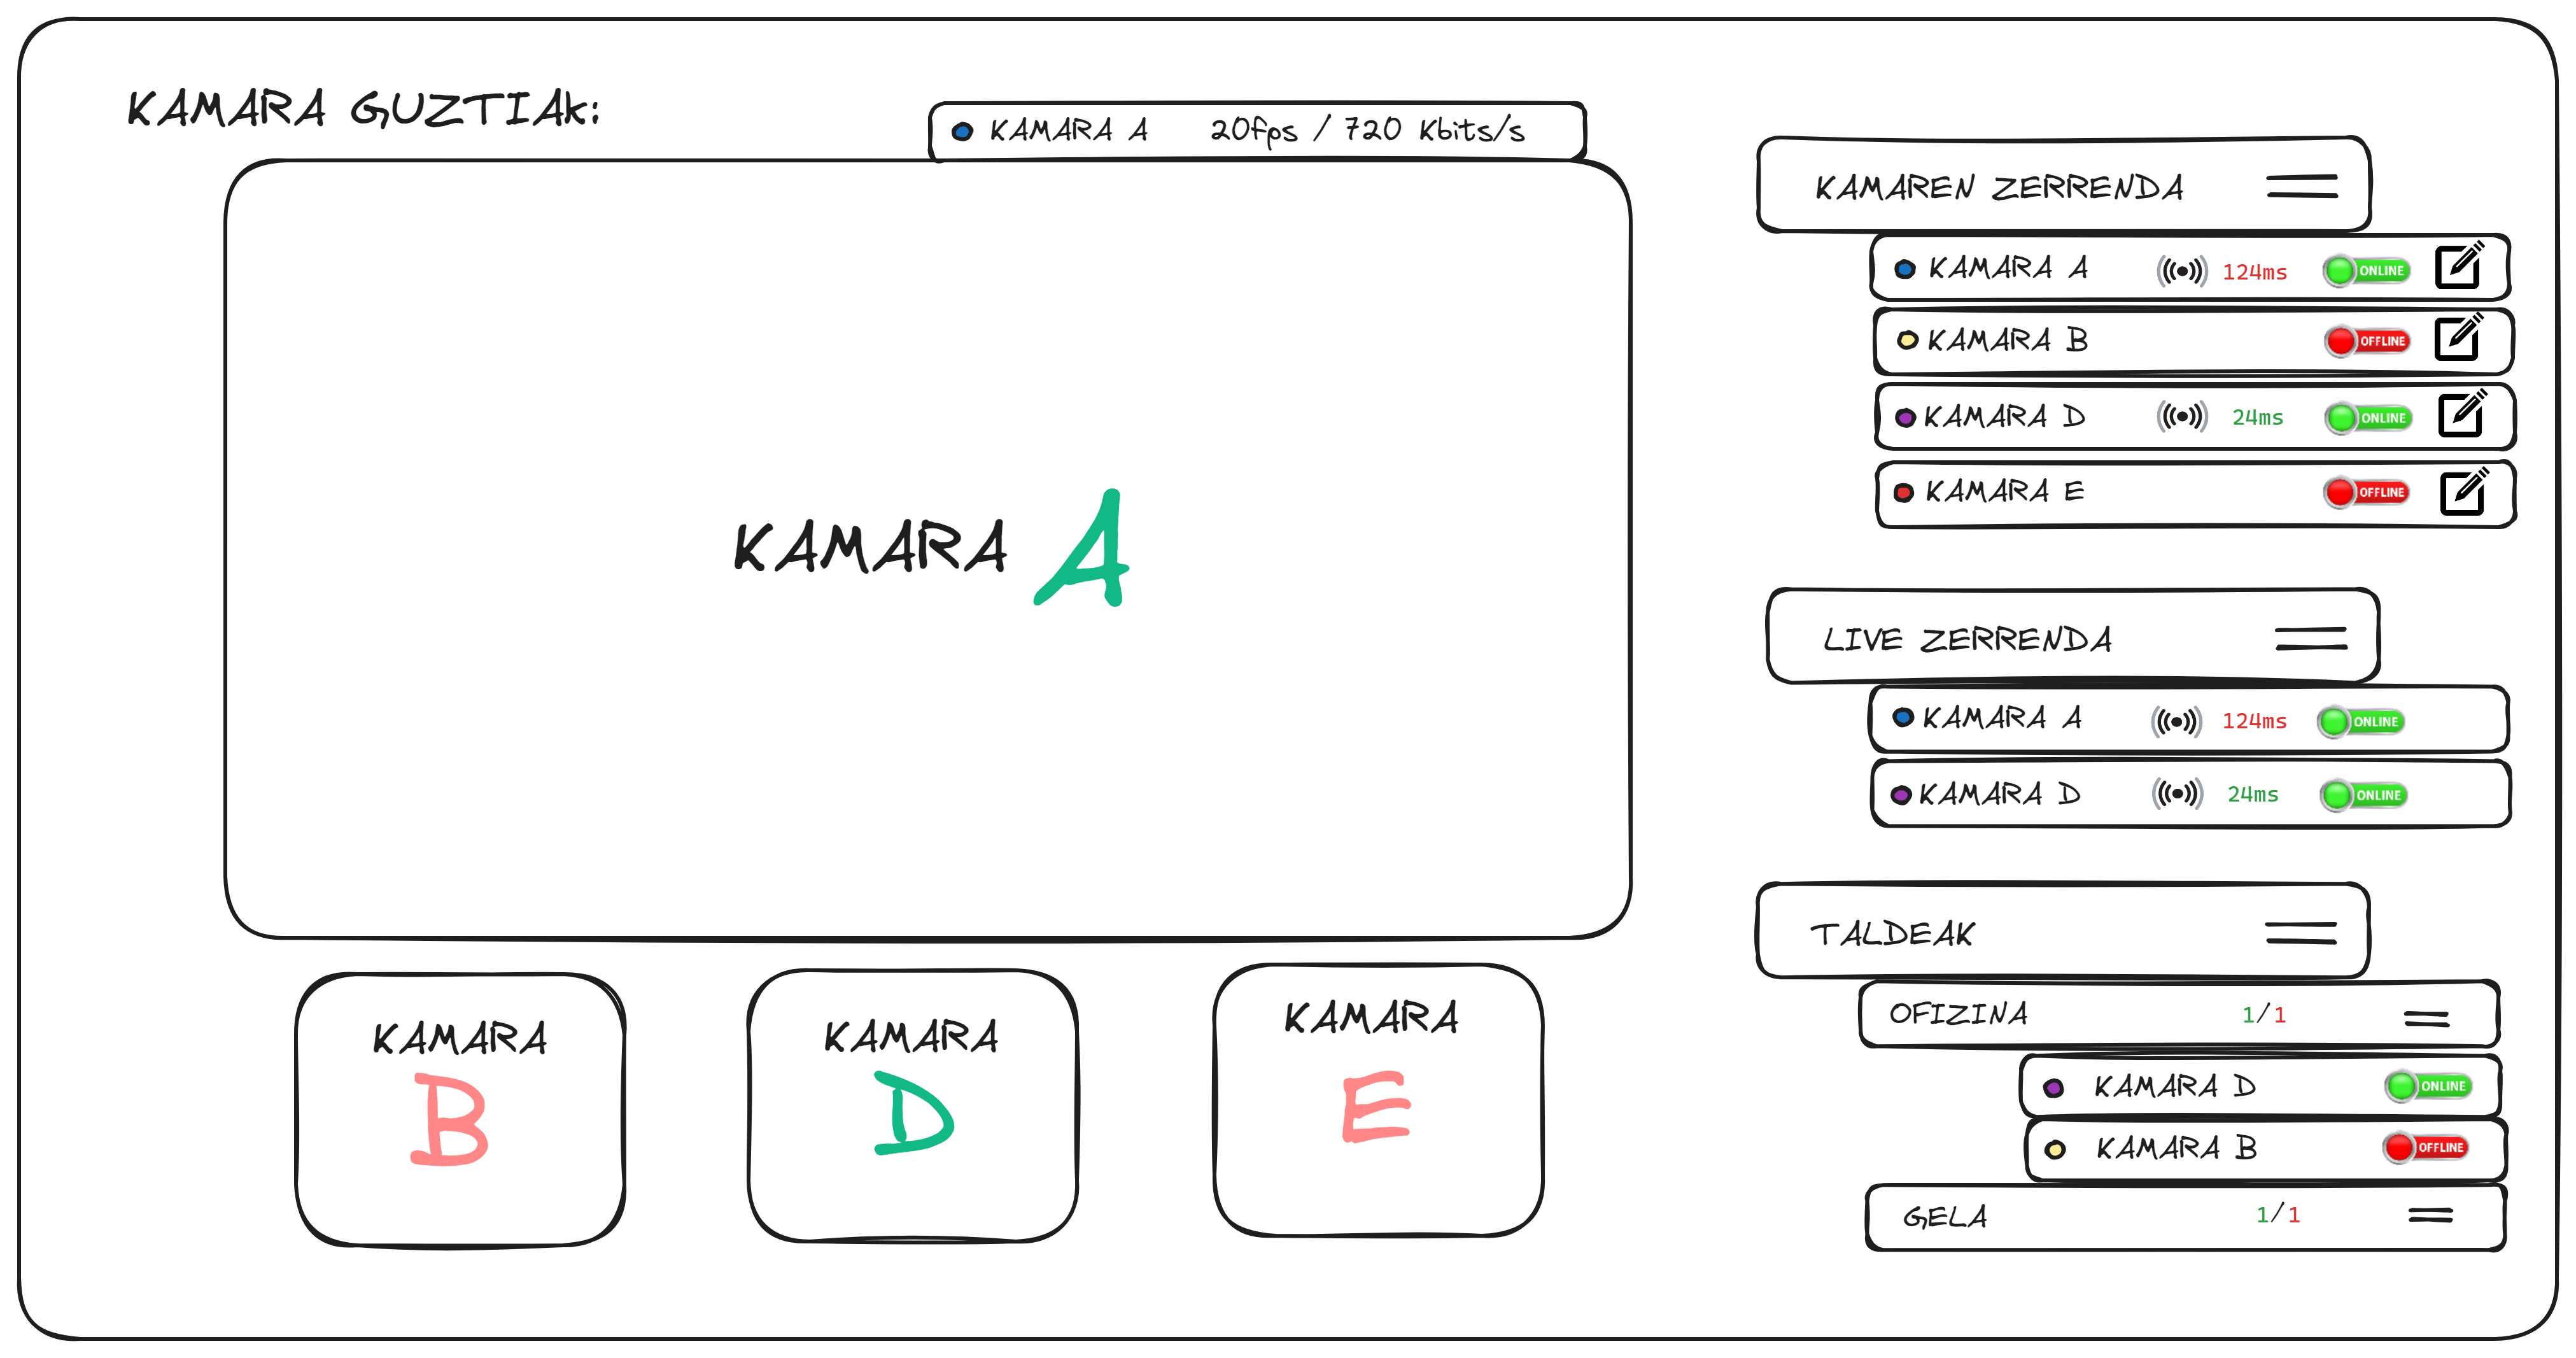 KAMARA GUZTIAk:
KAMARA A 20fps / 720 Kbits/s
KAMARA A
KAMARA
B
KAMARA
D
KAMARA
E
KAMAREN ZERRENDA
KAMARA A 124ms ONLINE
KAMARA B OFFLINE
KAMARA D 24ms ONLINE
KAMARA E OFFLINE
LIVE ZERRENDA
KAMARA A 124ms ONLINE
KAMARA D 24ms ONLINE
TALDEAK
OFIZINA 1/1
KAMARA D ONLINE
KAMARA B OFFLINE
GELA 1/1